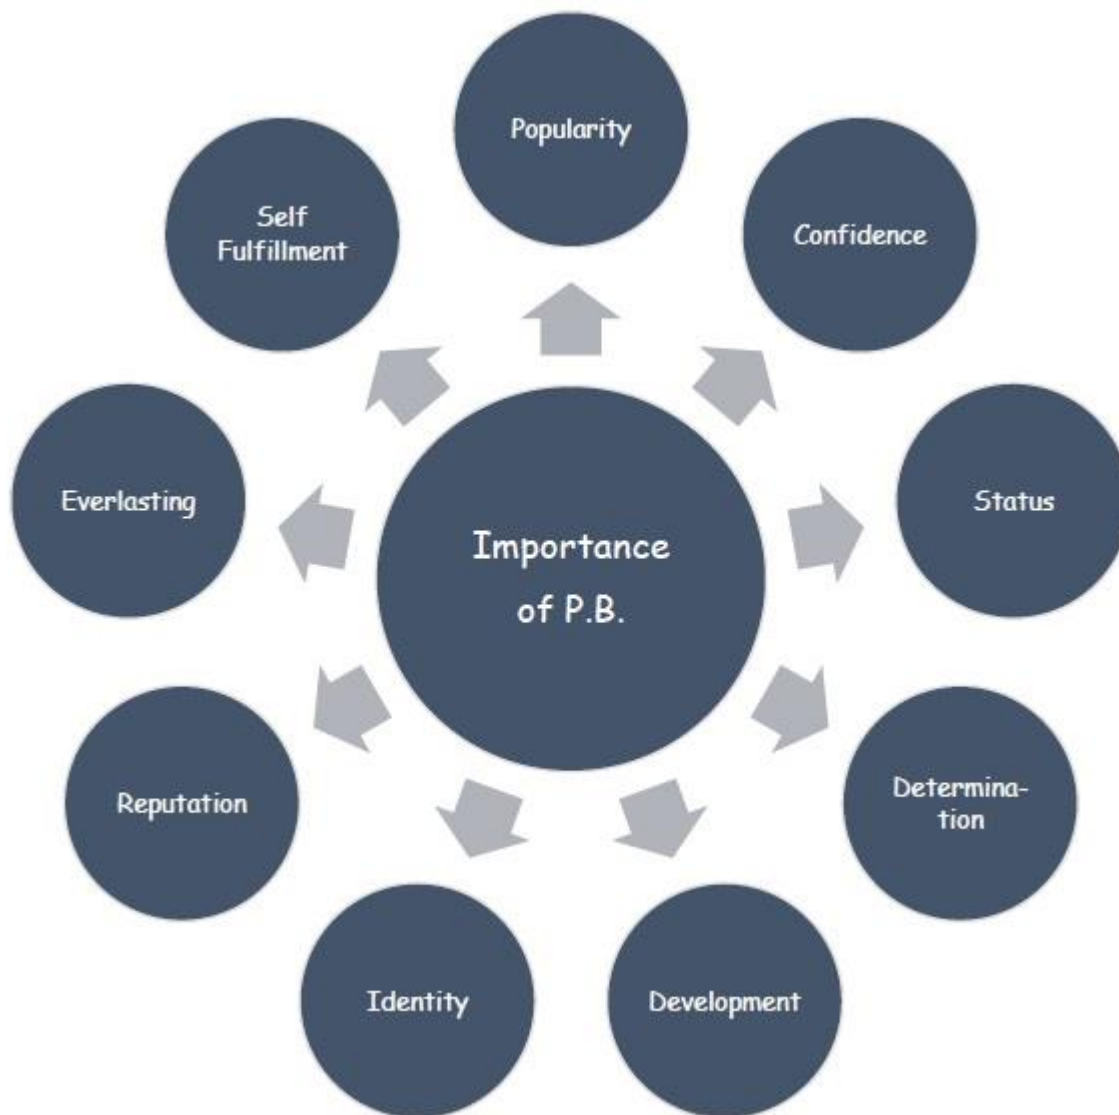 Popularity
Confidence
Status
Determina-
tion
Development
Identity
Reputation
Everlasting
Self
Fulfillment
Importance
of P.B.